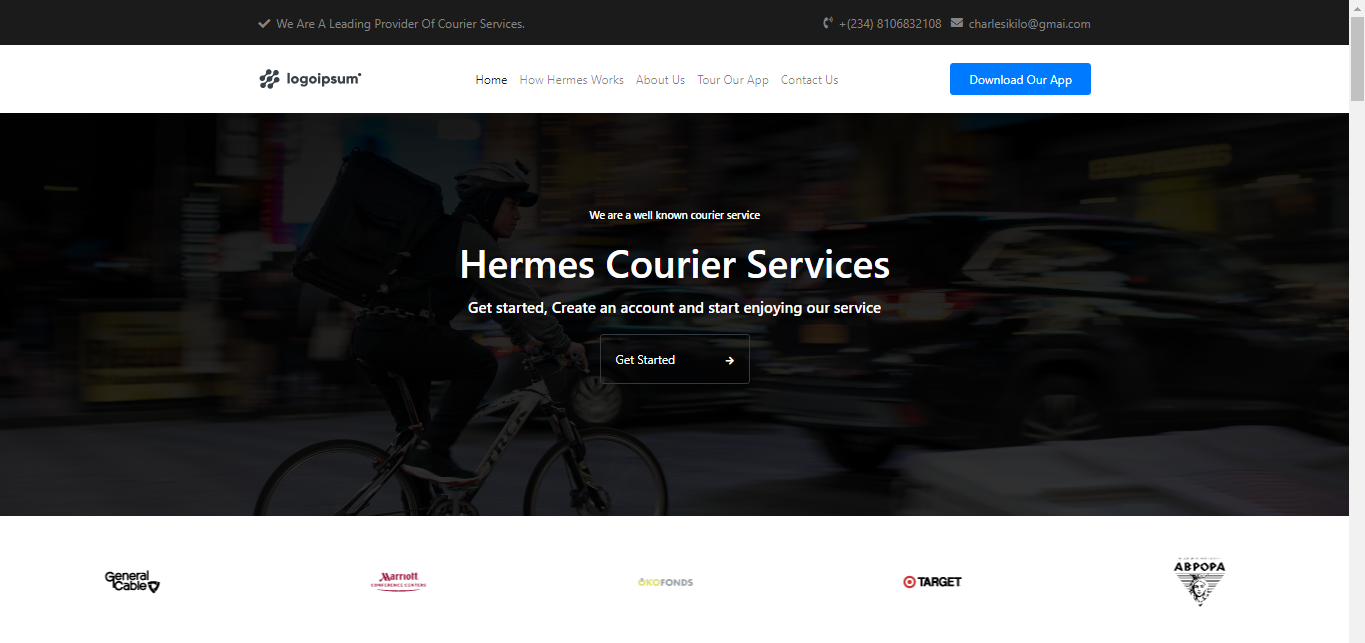 We Are A Leading Provider Of Courier Services.
+(234) 8106832108
charlesikilo@gmai.com
logoipsum
Home
How Hermes Works
About Us
Tour Our App
Contact Us
Download Our App
We are a well known courier service
Hermes Courier Services
Get started, Create an account and start enjoying our service
Get Started
TREK
General
Cable
Marriott
CONFERENCE CENTERS
ÖKOFONDS
TARGET
АВРОРА